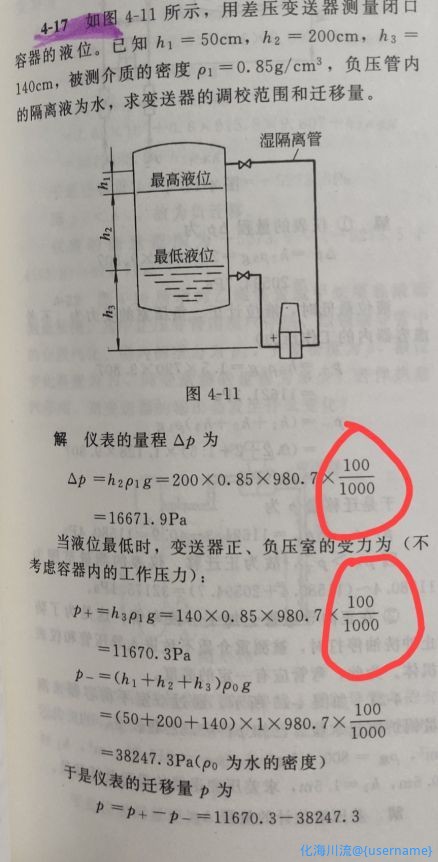 4-17 如图 4-11 所示，用差压变送器测量闭口
容器的液位。已知 h₁＝50cm，h₂＝200cm，h₃＝
140cm，被测介质的密度 ρ₁＝0.85g/cm³，负压管内
的隔离液为水，求变送器的调校范围和迁移量。
湿隔离管
h₁
最高液位
h₂
最低液位
h₃
+ −
图 4-11
解 仪表的量程 Δp 为
Δp＝h₂ρ₁g＝200×0.85×980.7×100/1000
＝16671.9Pa
当液位最低时，变送器正、负压室的受力为（不
考虑容器内的工作压力）：
p₊＝h₃ρ₁g＝140×0.85×980.7×100/1000
＝11670.3Pa
p₋＝(h₁＋h₂＋h₃)ρ₀g
＝(50＋200＋140)×1×980.7×100/1000
＝38247.3Pa(ρ₀ 为水的密度)
于是仪表的迁移量 p 为
p＝p₊－p₋＝11670.3－38247.3
化海川流@{username}